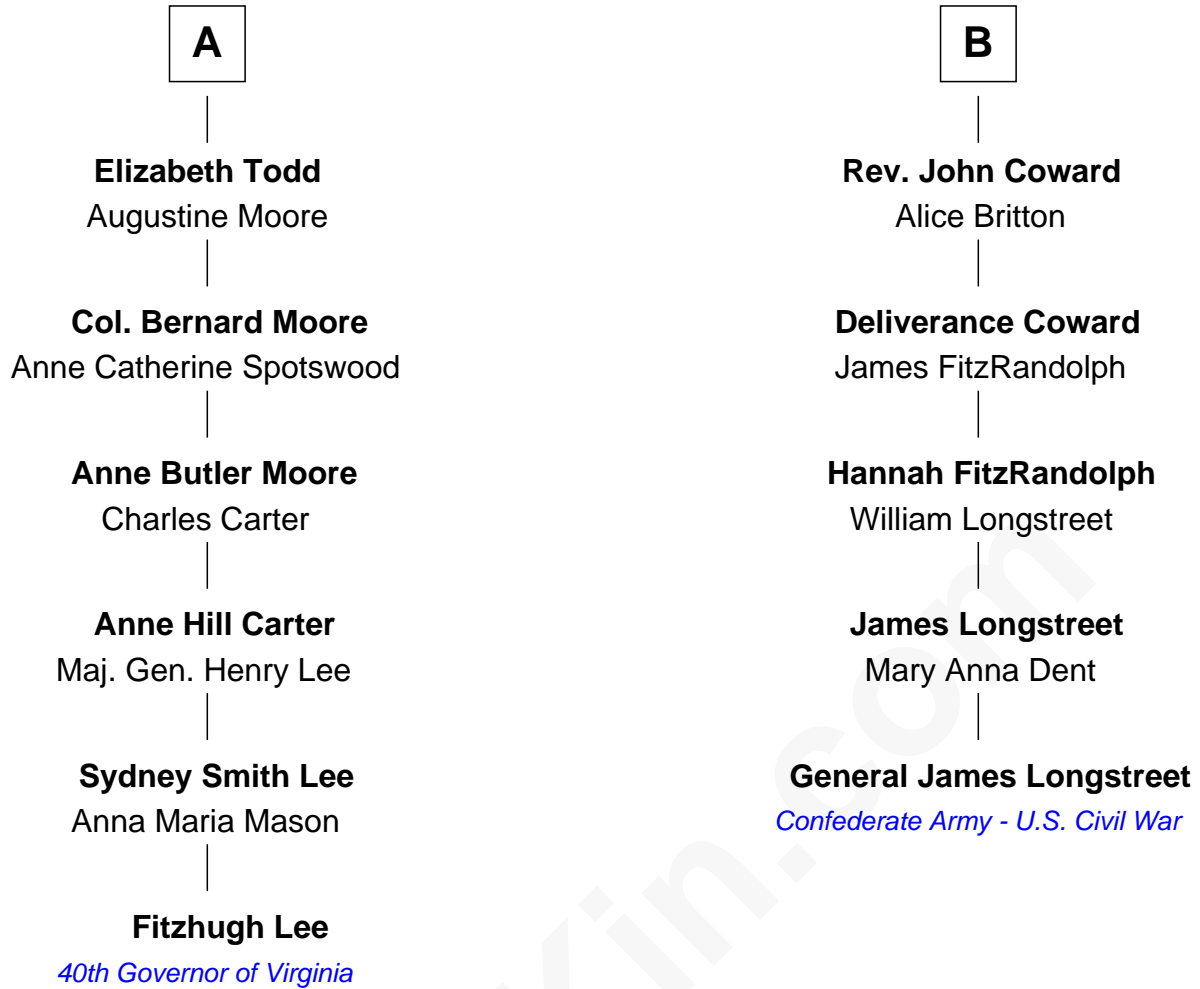 A
Elizabeth Todd
Augustine Moore
Col. Bernard Moore
Anne Catherine Spotswood
Anne Butler Moore
Charles Carter
Anne Hill Carter
Maj. Gen. Henry Lee
Sydney Smith Lee
Anna Maria Mason
Fitzhugh Lee
40th Governor of Virginia
B
Rev. John Coward
Alice Britton
Deliverance Coward
James FitzRandolph
Hannah FitzRandolph
William Longstreet
James Longstreet
Mary Anna Dent
General James Longstreet
Confederate Army - U.S. Civil War